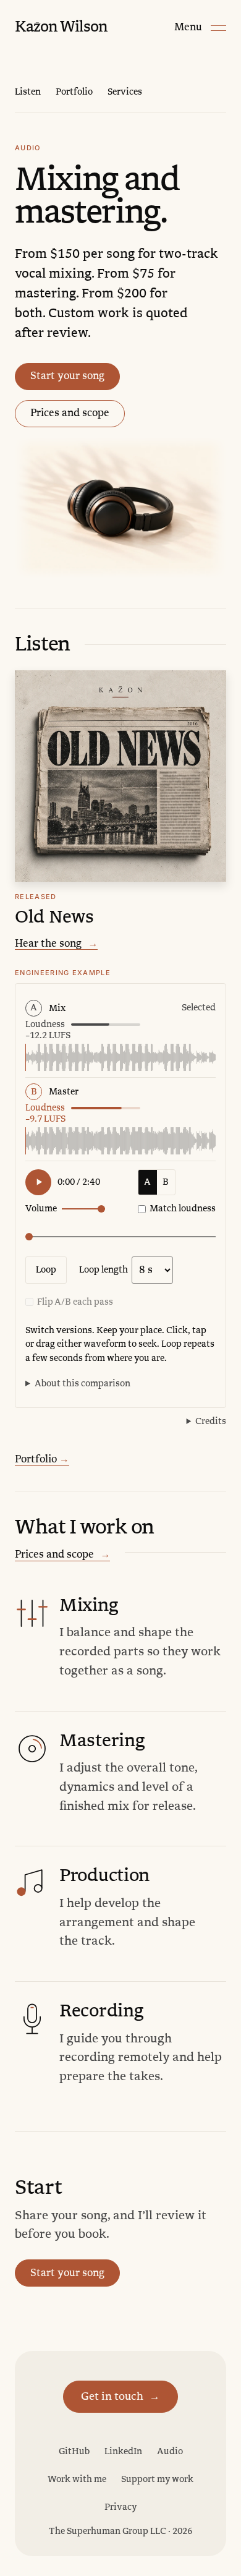 Kazon Wilson
Menu
Listen Portfolio Services
AUDIO
Mixing and
mastering.
From $150 per song for two-track
vocal mixing. From $75 for
mastering. From $200 for
both. Custom work is quoted
after review.
Start your song
Prices and scope
Listen
KAŽON
OLD NEWS
RELEASED
Old News
Hear the song →
ENGINEERING EXAMPLE
A Mix Selected
Loudness
−12.2 LUFS
B Master
Loudness
−9.7 LUFS
0:00 / 2:40 A B
Volume Match loudness
Loop Loop length 8 s
Flip A/B each pass
Switch versions. Keep your place. Click, tap
or drag either waveform to seek. Loop repeats
a few seconds from where you are.
About this comparison
Credits
Portfolio →
What I work on
Prices and scope →
Mixing
I balance and shape the
recorded parts so they work
together as a song.
Mastering
I adjust the overall tone,
dynamics and level of a
finished mix for release.
Production
I help develop the
arrangement and shape
the track.
Recording
I guide you through
recording remotely and help
prepare the takes.
Start
Share your song, and I’ll review it
before you book.
Start your song
Get in touch →
GitHub LinkedIn Audio
Work with me Support my work
Privacy
The Superhuman Group LLC · 2026